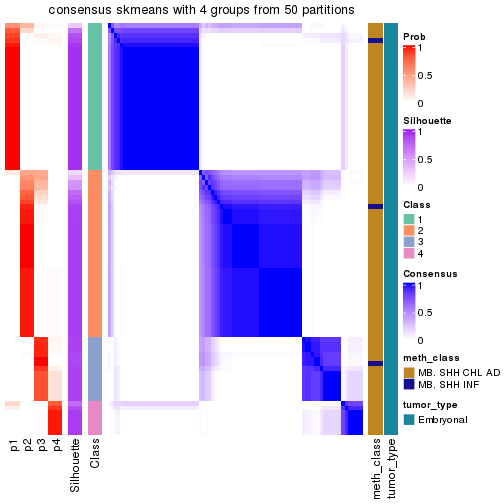 consensus skmeans with 4 groups from 50 partitions
Prob
1
0.5
0
Silhouette
1
0.5
0
Class
1
2
3
4
Consensus
1
0.5
0
meth_class
MB. SHH CHL AD
MB. SHH INF
tumor_type
Embryonal
p1
p2
p3
p4
Silhouette
Class
meth_class
tumor_type